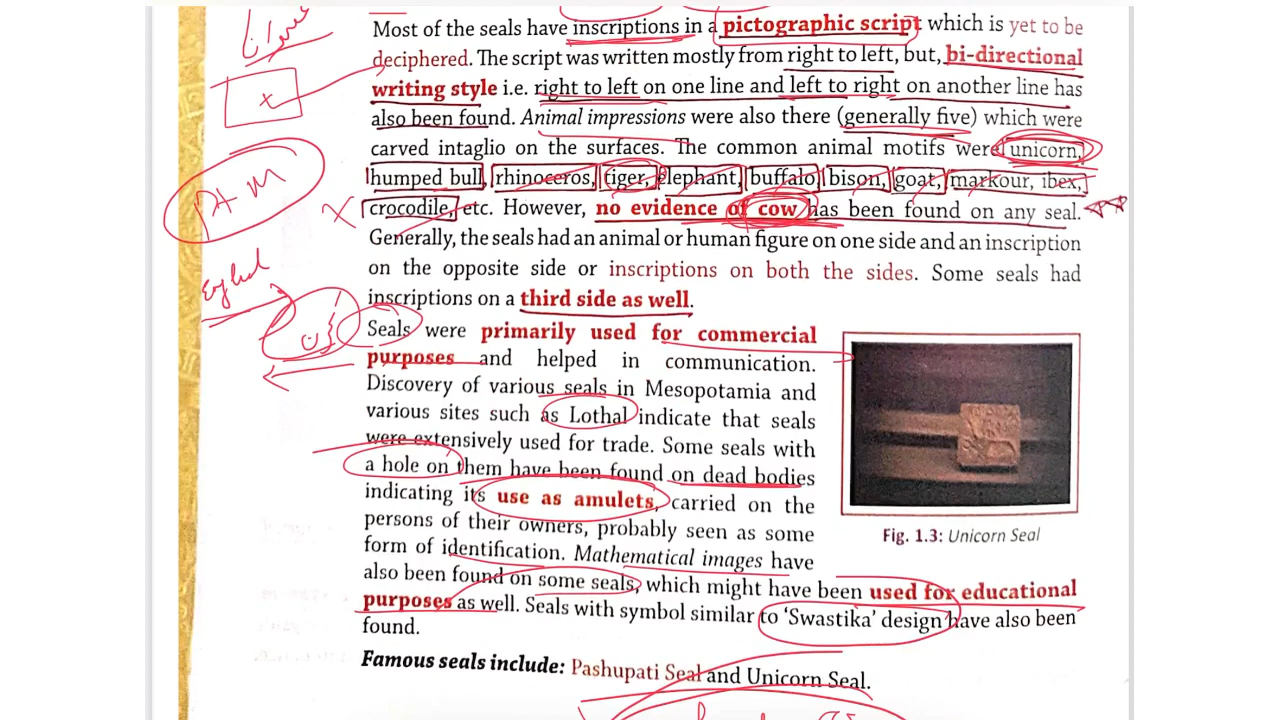 Most of the seals have inscriptions in a pictographic script which is yet to be
deciphered. The script was written mostly from right to left, but, bi-directional
writing style i.e. right to left on one line and left to right on another line has
also been found. Animal impressions were also there (generally five) which were
carved intaglio on the surfaces. The common animal motifs were unicorn,
humped bull, rhinoceros, tiger, elephant, buffalo, bison, goat, markour, ibex,
crocodile, etc. However, no evidence of cow has been found on any seal.
Generally, the seals had an animal or human figure on one side and an inscription
on the opposite side or inscriptions on both the sides. Some seals had
inscriptions on a third side as well.
Seals were primarily used for commercial
purposes and helped in communication.
Discovery of various seals in Mesopotamia and
various sites such as Lothal indicate that seals
were extensively used for trade. Some seals with
a hole on them have been found on dead bodies
indicating its use as amulets, carried on the
persons of their owners, probably seen as some
form of identification. Mathematical images have
also been found on some seals, which might have been used for educational
purposes as well. Seals with symbol similar to ‘Swastika’ design have also been
found.
Fig. 1.3: Unicorn Seal
Famous seals include: Pashupati Seal and Unicorn Seal.